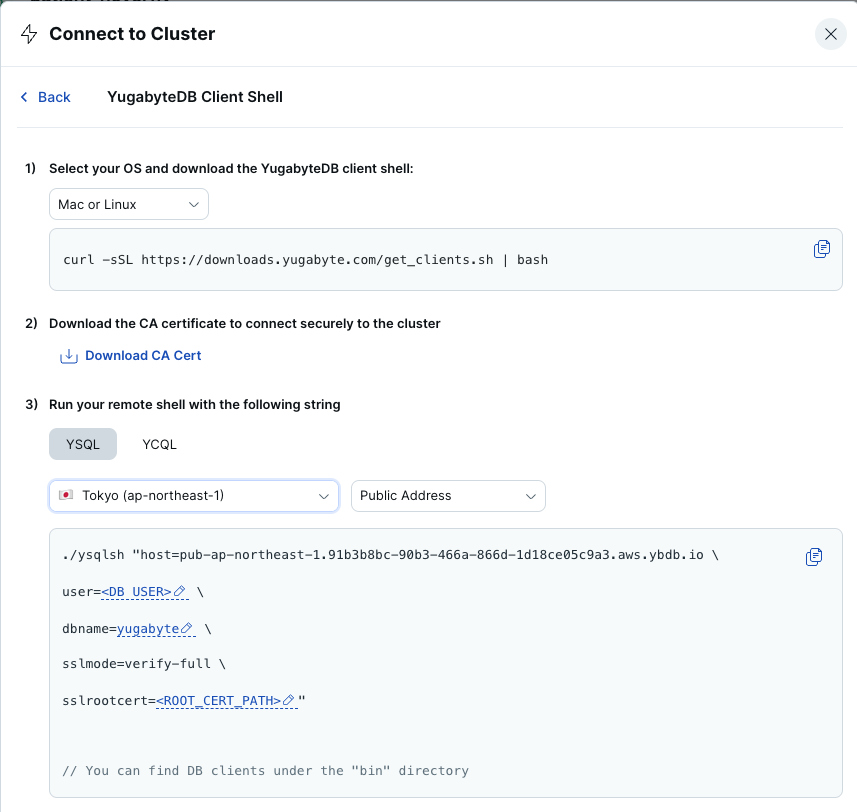 Connect to Cluster
Back
YugabyteDB Client Shell
1) Select your OS and download the YugabyteDB client shell:
Mac or Linux
curl -sSL https://downloads.yugabyte.com/get_clients.sh | bash
2) Download the CA certificate to connect securely to the cluster
Download CA Cert
3) Run your remote shell with the following string
YSQL YCQL
Tokyo (ap-northeast-1) Public Address
./ysqlsh "host=pub-ap-northeast-1.91b3b8bc-90b3-466a-866d-1d18ce05c9a3.aws.ybdb.io \
user=<DB USER> \
dbname=yugabyte \
sslmode=verify-full \
sslrootcert=<ROOT_CERT_PATH>"
// You can find DB clients under the "bin" directory